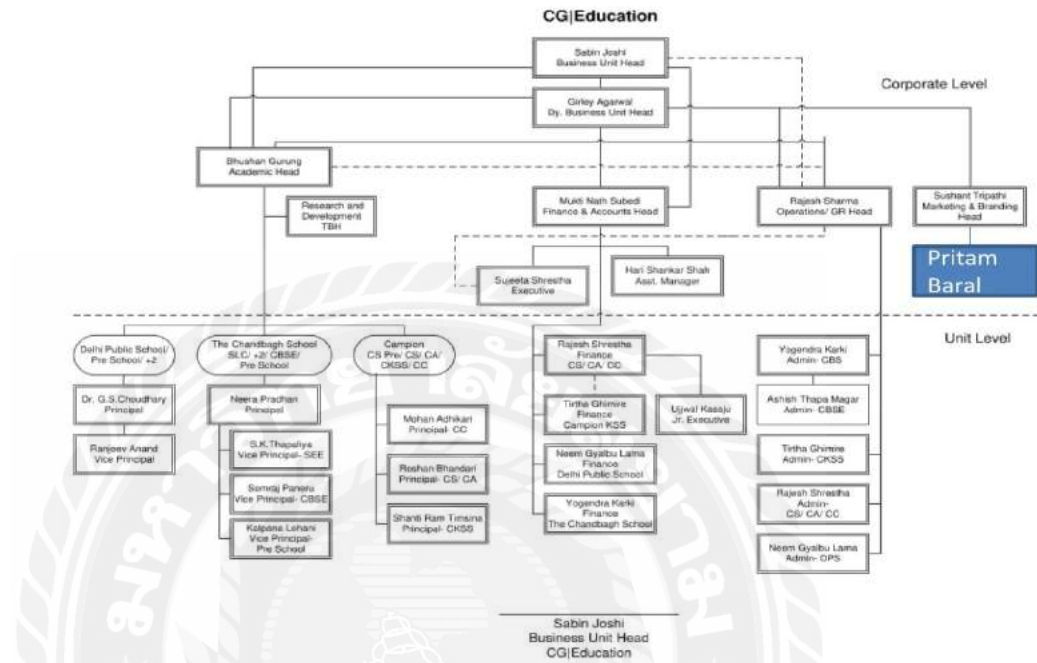 CG|Education
Sabin Joshi
Business Unit Head
Corporate Level
Girley Agarwal
Dy. Business Unit Head
Bhushan Gurung
Academic Head
Research and
Development
TBH
Mukti Nath Subedi
Finance & Accounts Head
Rajesh Sharma
Operations/ GR Head
Sushant Tripathi
Marketing & Branding
Head
Pritam
Baral
Sujeeta Shrestha
Executive
Hari Shankar Shah
Asst. Manager
Unit Level
Delhi Public School/
Pre School/ +2
The Chandbagh School
SLC/ +2/ CBSE/
Pre School
Campion
CS Pre/ CS/ CA/
CKSS/ CC
Rajesh Shrestha
Finance
CS/ CA/ CC
Yogendra Karki
Admin- CBS
Dr. G.S.Choudhary
Principal
Neera Pradhan
Principal
Ashish Thapa Magar
Admin- CBSE
Tirtha Ghimire
Finance
Campion KSS
Ujjwal Kasaju
Jr. Executive
Mohan Adhikari
Principal- CC
Ranjeev Anand
Vice Principal
S.K.Thapaliya
Vice Principal- SEE
Tirtha Ghimire
Admin- CKSS
Neem Gyalbu Lama
Finance
Delhi Public School
Roshan Bhandari
Principal- CS/ CA
Somraj Paneru
Vice Principal- CBSE
Rajesh Shrestha
Admin-
CS/ CA/ CC
Yogendra Karki
Finance
The Chandbagh School
Shanti Ram Timsina
Principal- CKSS
Kalpana Lohani
Vice Principal-
Pre School
Neem Gyalbu Lama
Admin- DPS
Sabin Joshi
Business Unit Head
CG|Education